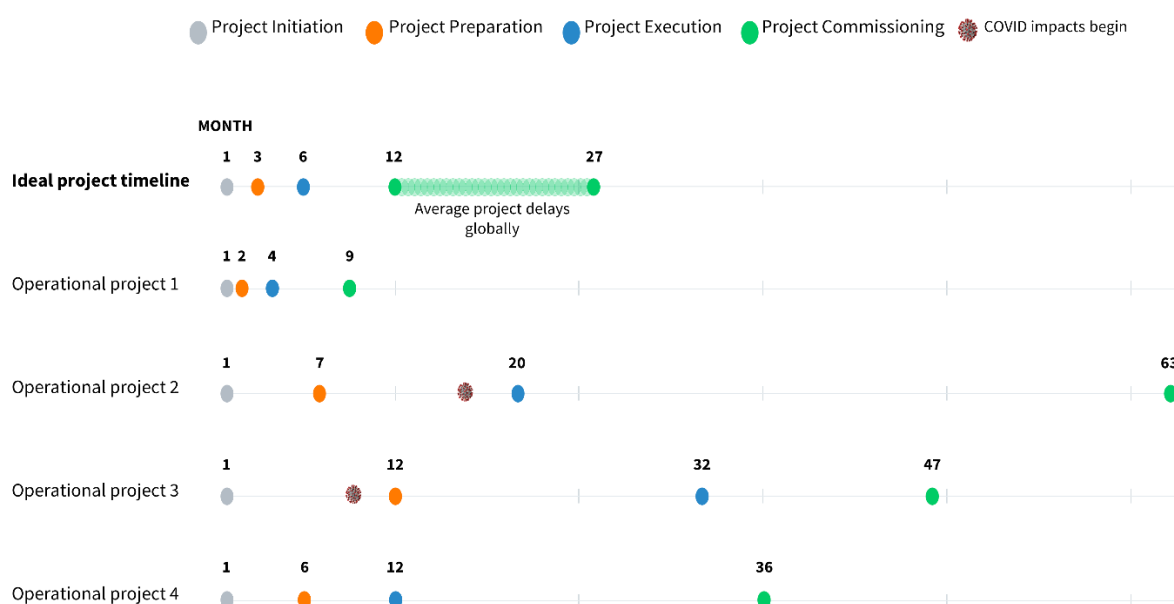 Project Initiation Project Preparation Project Execution Project Commissioning COVID impacts begin
MONTH
1 3 6 12 27
Ideal project timeline
Average project delays
globally
1 2 4 9
Operational project 1
1 7 20 63
Operational project 2
1 12 32 47
Operational project 3
1 6 12 36
Operational project 4